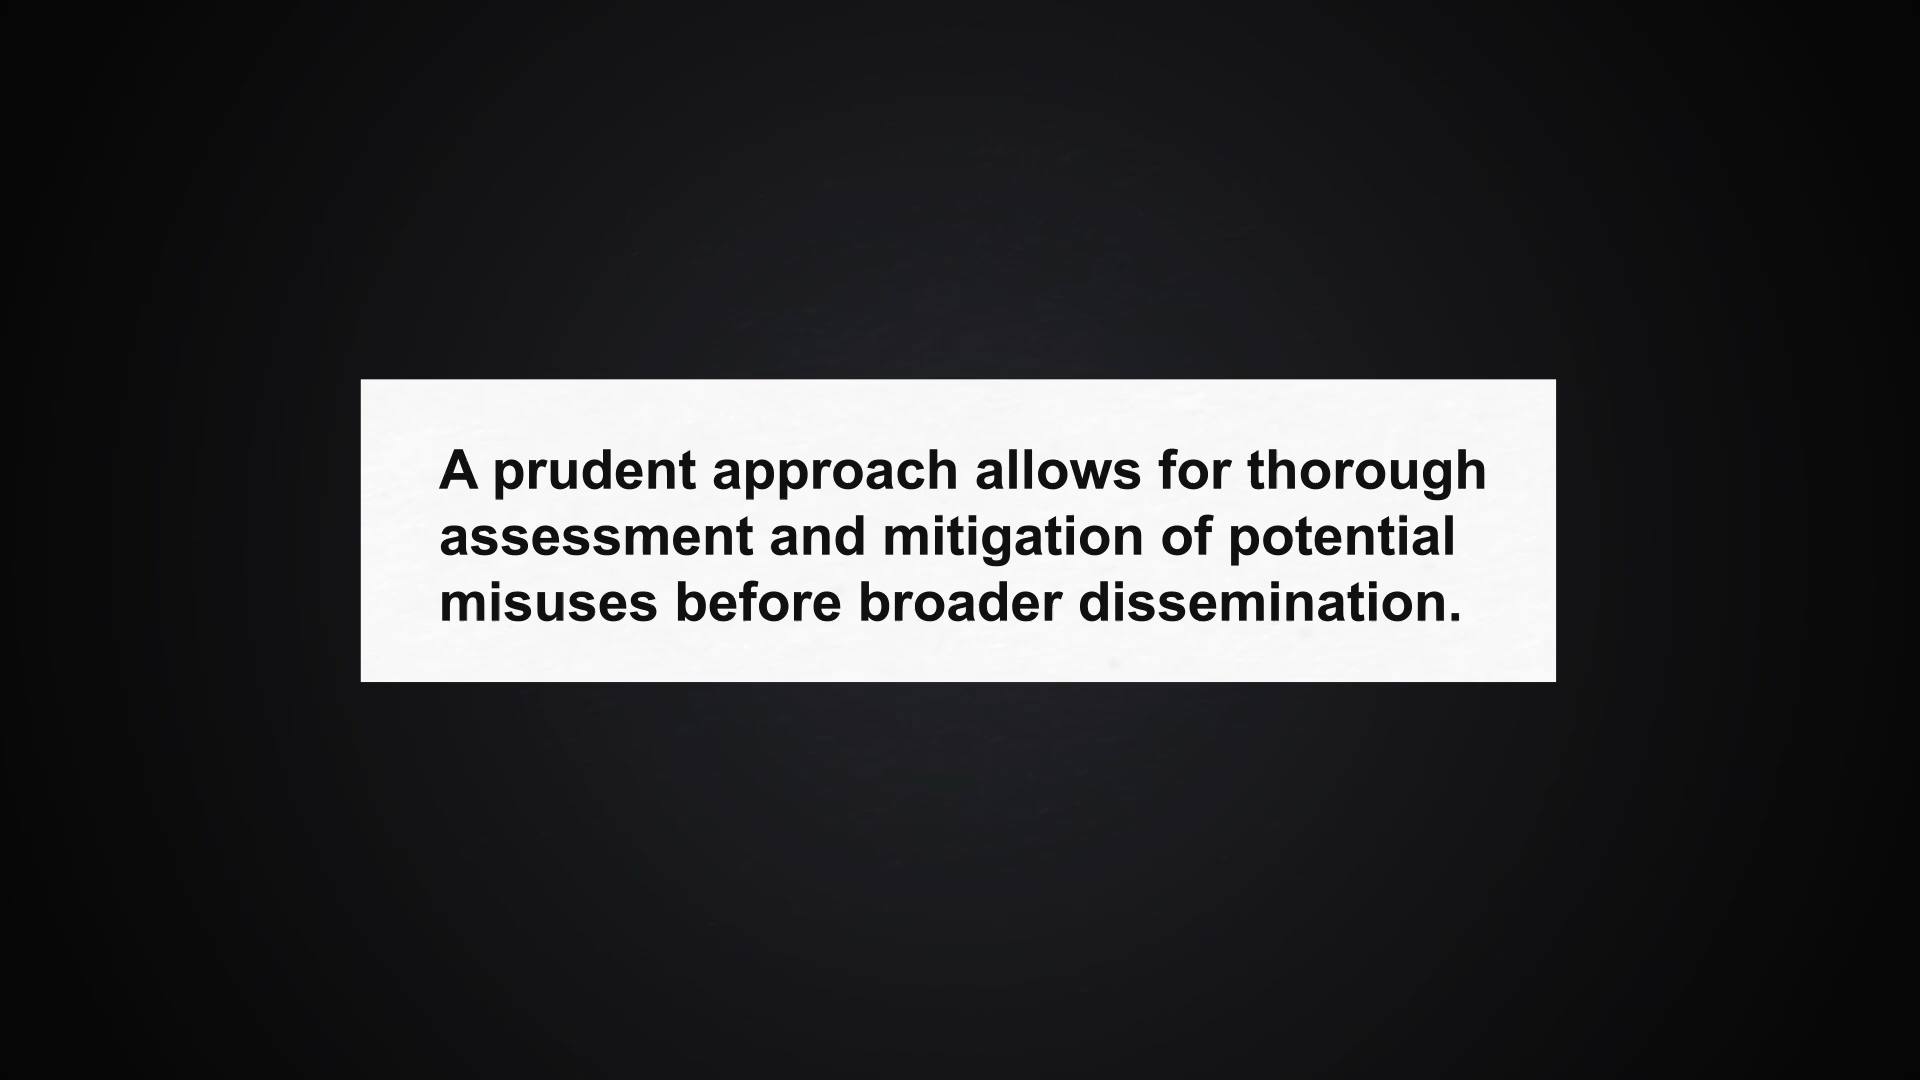 A prudent approach allows for thorough
assessment and mitigation of potential
misuses before broader dissemination.